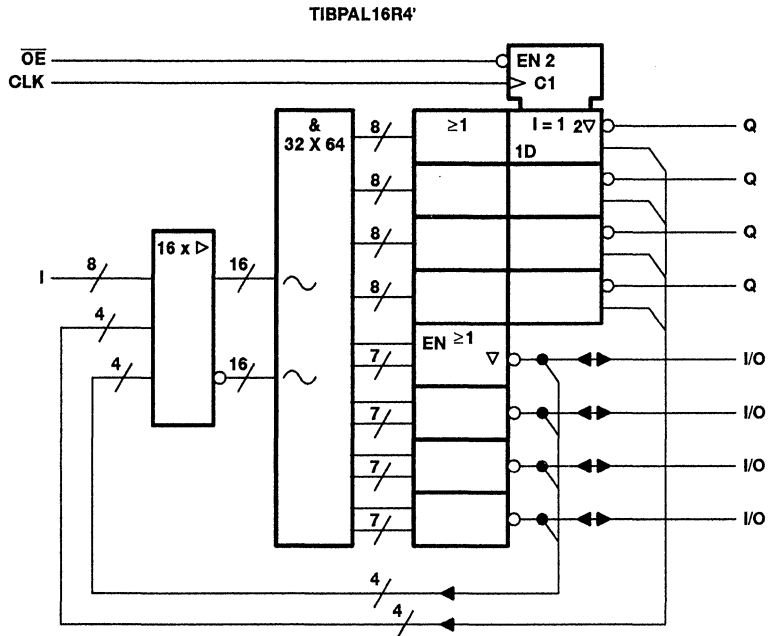 TIBPAL16R4'
OE
CLK
EN 2
C1
&
32 X 64
8
≥1
I = 1 2▽
1D
Q
8
Q
16 x ▷
8
Q
I
8
16
8
Q
4
EN ≥1
▽
7
I/O
4
16
7
I/O
7
I/O
7
I/O
4
4